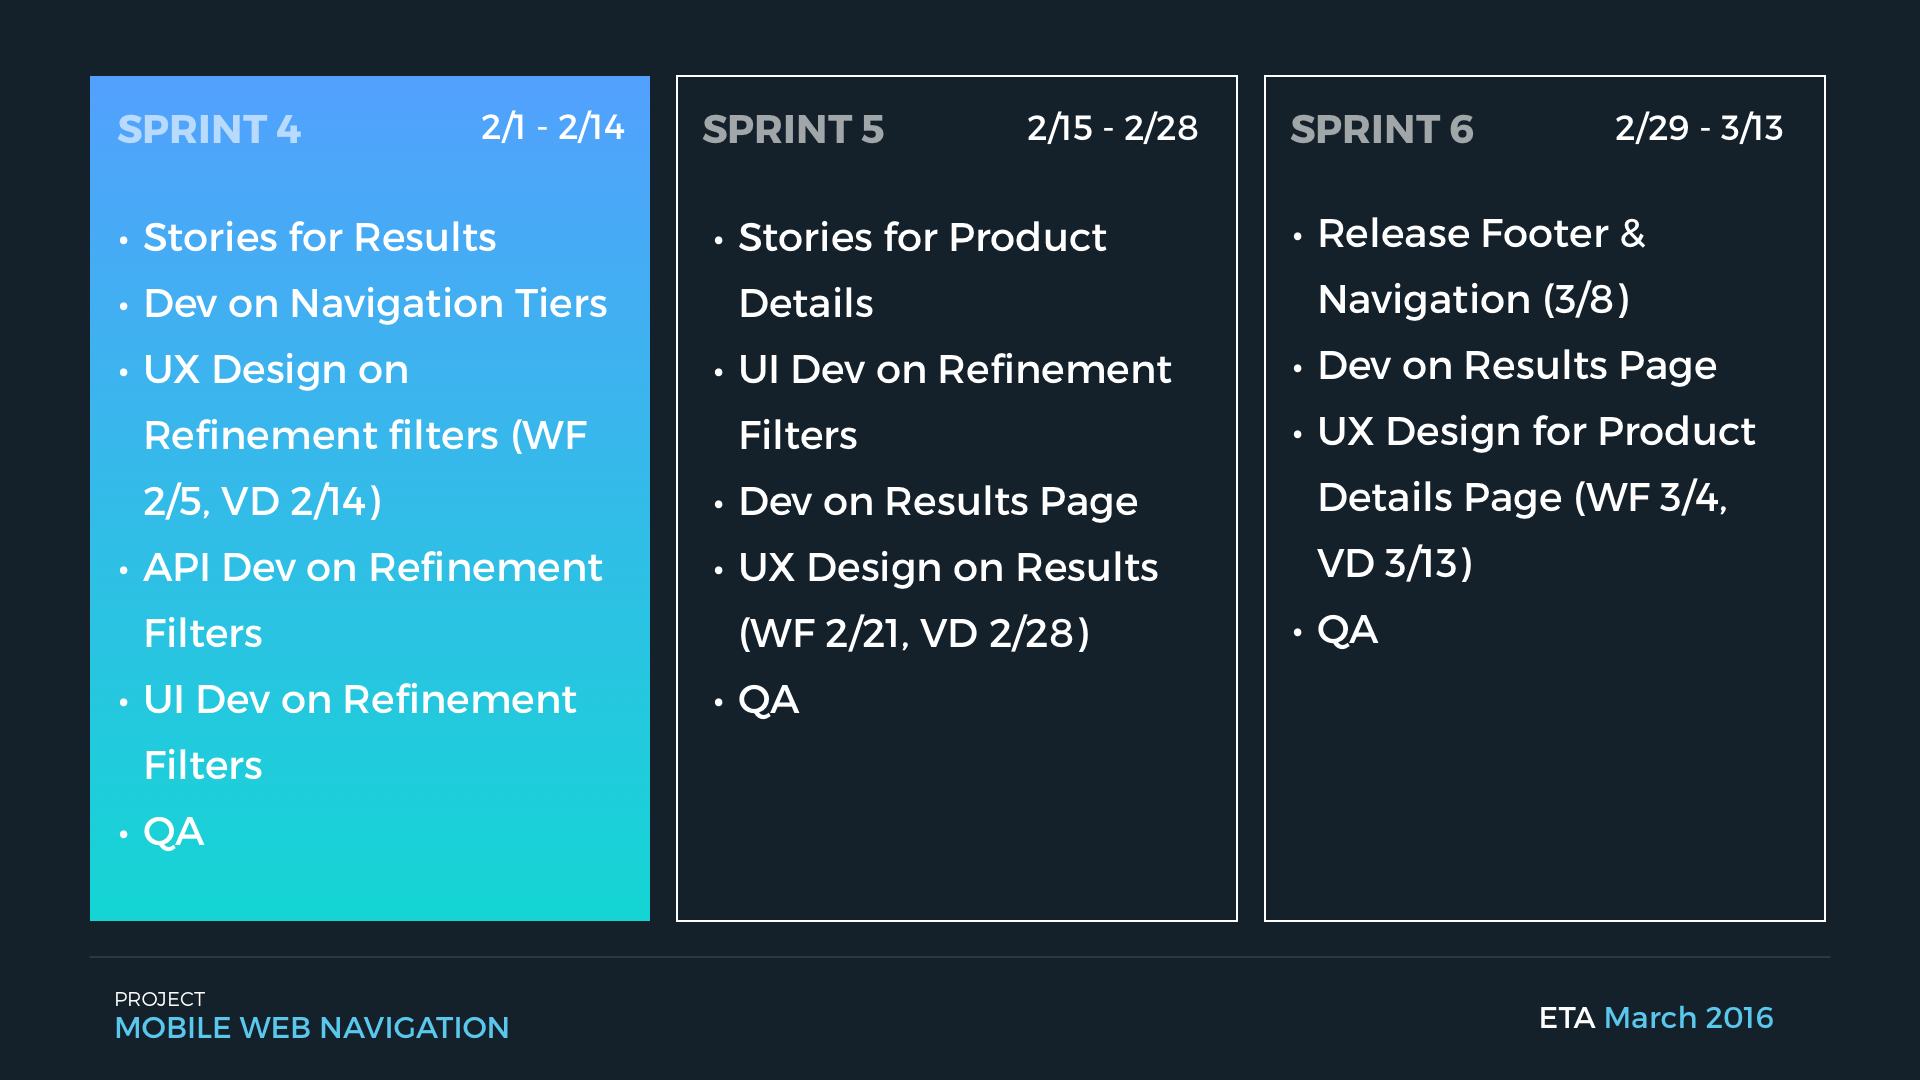 SPRINT 4 2/1 - 2/14
• Stories for Results
• Dev on Navigation Tiers
• UX Design on
Refinement filters (WF
2/5, VD 2/14)
• API Dev on Refinement
Filters
• UI Dev on Refinement
Filters
• QA
SPRINT 5 2/15 - 2/28
• Stories for Product
Details
• UI Dev on Refinement
Filters
• Dev on Results Page
• UX Design on Results
(WF 2/21, VD 2/28)
• QA
SPRINT 6 2/29 - 3/13
• Release Footer &
Navigation (3/8)
• Dev on Results Page
• UX Design for Product
Details Page (WF 3/4,
VD 3/13)
• QA
PROJECT
MOBILE WEB NAVIGATION
ETA March 2016